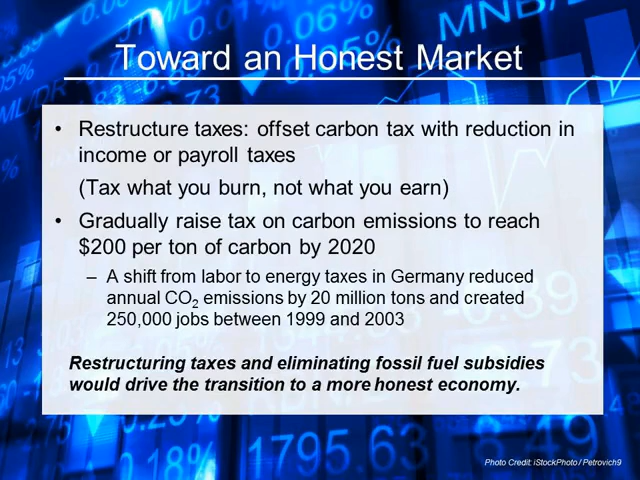 Toward an Honest Market
• Restructure taxes: offset carbon tax with reduction in
income or payroll taxes
(Tax what you burn, not what you earn)
• Gradually raise tax on carbon emissions to reach
$200 per ton of carbon by 2020
– A shift from labor to energy taxes in Germany reduced
annual CO₂ emissions by 20 million tons and created
250,000 jobs between 1999 and 2003
Restructuring taxes and eliminating fossil fuel subsidies
would drive the transition to a more honest economy.
1795.63
Photo Credit: iStockPhoto / Petrovich9